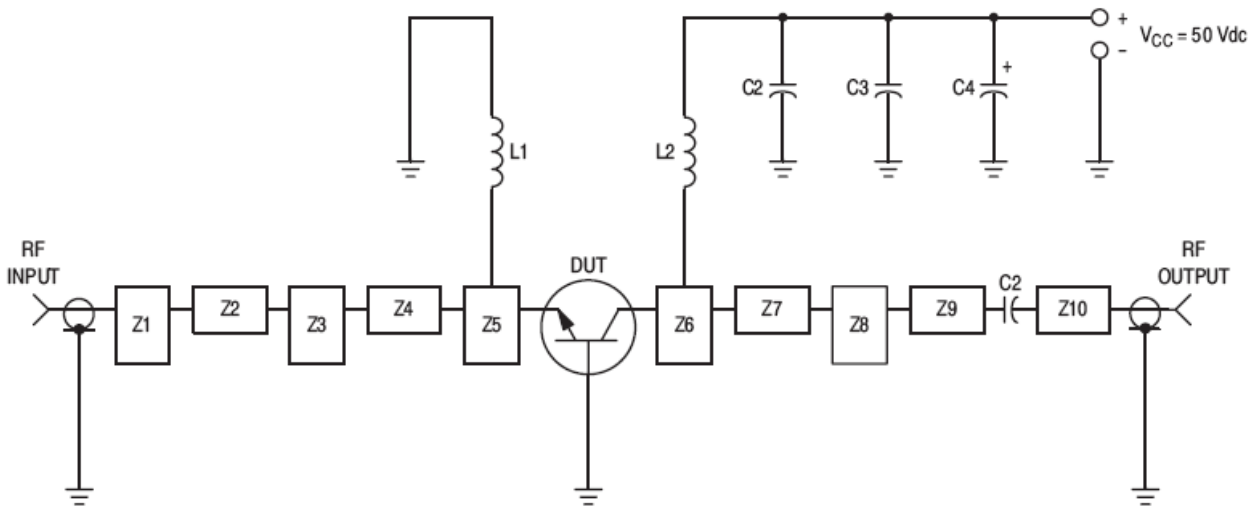 +
V_CC = 50 Vdc
–
C2
C3
C4
+
L1
L2
RF
INPUT
DUT
RF
OUTPUT
C2
Z1
Z2
Z3
Z4
Z5
Z6
Z7
Z8
Z9
Z10